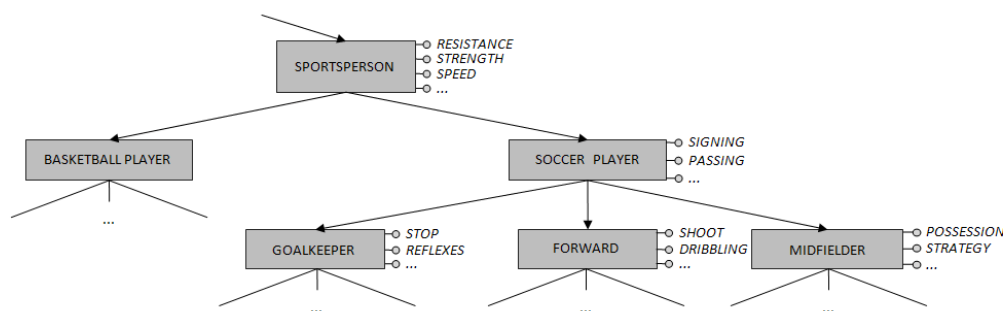 RESISTANCE
SPORTSPERSON
STRENGTH
SPEED
...
BASKETBALL PLAYER
SOCCER PLAYER
SIGNING
PASSING
...
...
GOALKEEPER
STOP
REFLEXES
...
FORWARD
SHOOT
DRIBBLING
...
MIDFIELDER
POSSESSION
STRATEGY
...
...
...
...